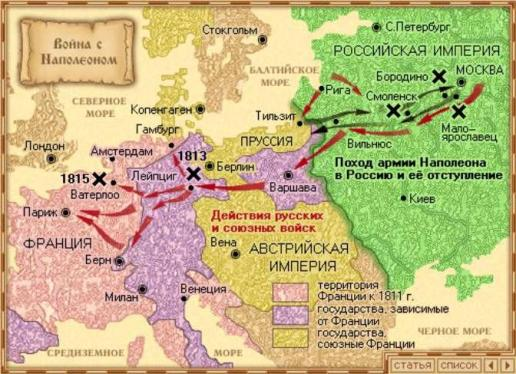 Война с
Наполеоном
Стокгольм
С.Петербург
РОССИЙСКАЯ ИМПЕРИЯ
БАЛТИЙСКОЕ
МОРЕ
Бородино
МОСКВА
Рига
Смоленск
СЕВЕРНОЕ
МОРЕ
Копенгаген
Тильзит
Мало-
ярославец
Гамбург
ПРУССИЯ
Вильнюс
Лондон
Амстердам
1813
Берлин
Поход армии Наполеона
в Россию и её отступление
1815
Лейпциг
Варшава
Ватерлоо
Киев
Париж
Действия русских
и союзных войск
ФРАНЦИЯ
Вена
АВСТРИЙСКАЯ
ИМПЕРИЯ
Берн
территория
Франции к 1811 г.
Милан
Венеция
государства, зависимые
от Франции
государства,
союзные Франции
ЧЕРНОЕ МОРЕ
СРЕДИЗЕМНОЕ
МОРЕ
статья
список